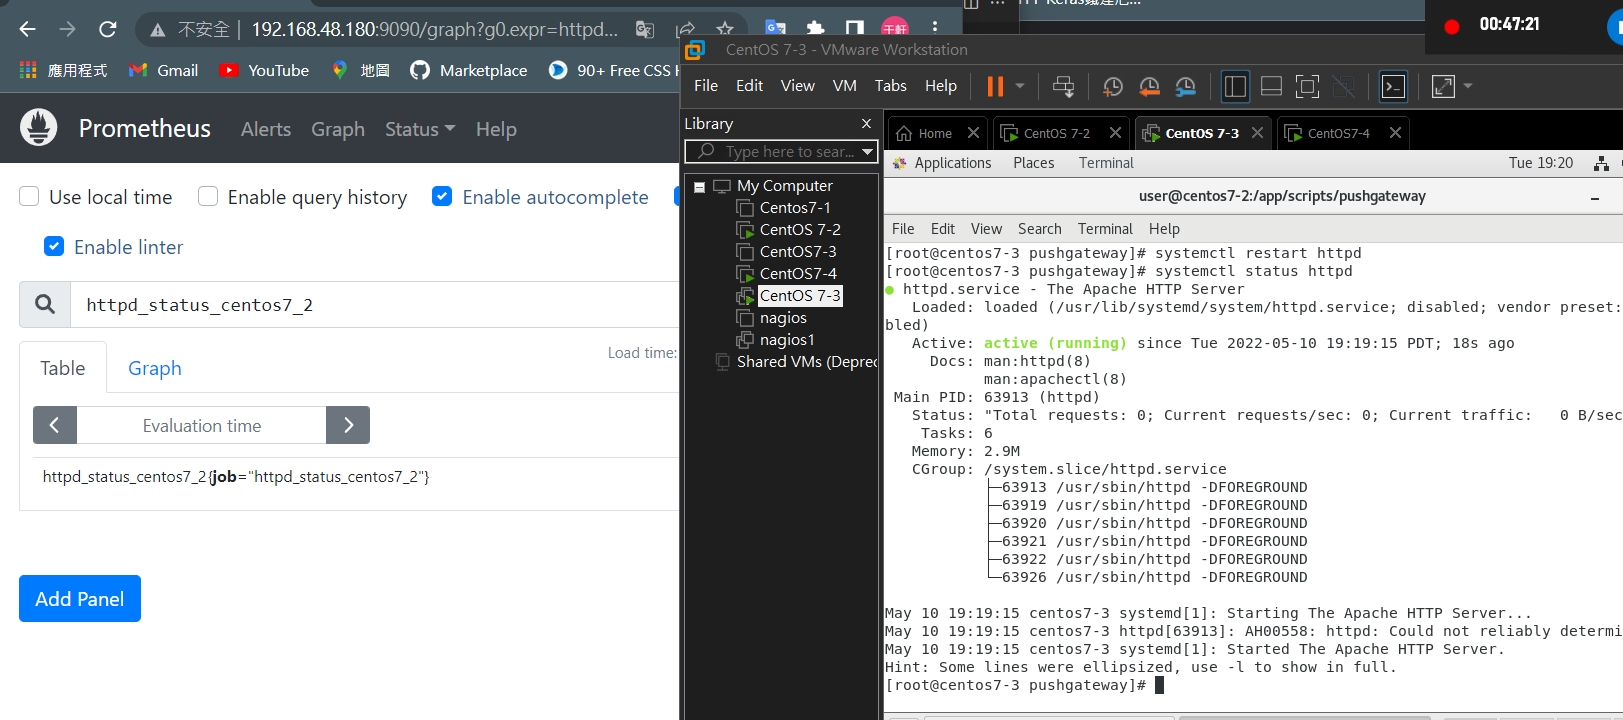 不安全 | 192.168.48.180:9090/graph?g0.expr=httpd...
應用程式 Gmail YouTube 地圖 Marketplace 90+ Free CSS
Prometheus Alerts Graph Status Help
Use local time Enable query history Enable autocomplete
Enable linter
httpd_status_centos7_2
Load time:
Table Graph
Evaluation time
httpd_status_centos7_2{job="httpd_status_centos7_2"}
Add Panel
00:47:21
CentOS 7-3 - VMware Workstation
File Edit View VM Tabs Help
Library
Type here to sear...
My Computer
Centos7-1
CentOS 7-2
CentOS7-3
CentOS7-4
CentOS 7-3
nagios
nagios1
Shared VMs (Deprec
Home CentOS 7-2 CentOS 7-3 CentOS7-4
Applications Places Terminal Tue 19:20
user@centos7-2:/app/scripts/pushgateway
File Edit View Search Terminal Help
[root@centos7-3 pushgateway]# systemctl restart httpd
[root@centos7-3 pushgateway]# systemctl status httpd
● httpd.service - The Apache HTTP Server
Loaded: loaded (/usr/lib/systemd/system/httpd.service; disabled; vendor preset:
bled)
Active: active (running) since Tue 2022-05-10 19:19:15 PDT; 18s ago
Docs: man:httpd(8)
man:apachectl(8)
Main PID: 63913 (httpd)
Status: "Total requests: 0; Current requests/sec: 0; Current traffic:   0 B/sec
Tasks: 6
Memory: 2.9M
CGroup: /system.slice/httpd.service
├─63913 /usr/sbin/httpd -DFOREGROUND
├─63919 /usr/sbin/httpd -DFOREGROUND
├─63920 /usr/sbin/httpd -DFOREGROUND
├─63921 /usr/sbin/httpd -DFOREGROUND
├─63922 /usr/sbin/httpd -DFOREGROUND
└─63926 /usr/sbin/httpd -DFOREGROUND
May 10 19:19:15 centos7-3 systemd[1]: Starting The Apache HTTP Server...
May 10 19:19:15 centos7-3 httpd[63913]: AH00558: httpd: Could not reliably determi
May 10 19:19:15 centos7-3 systemd[1]: Started The Apache HTTP Server.
Hint: Some lines were ellipsized, use -l to show in full.
[root@centos7-3 pushgateway]#